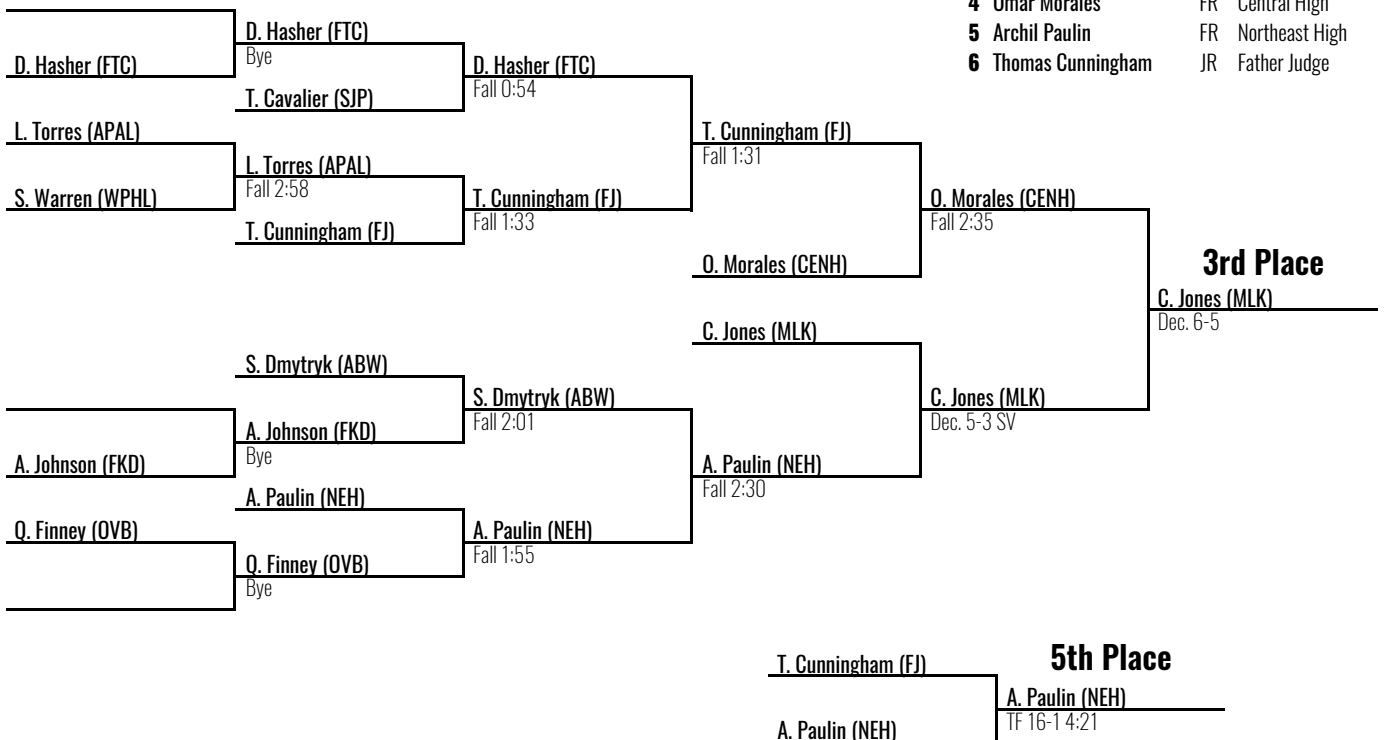 4 Omar Morales FR Central High
5 Archil Paulin FR Northeast High
6 Thomas Cunningham JR Father Judge
D. Hasher (FTC)
D. Hasher (FTC)
Bye
T. Cavalier (SJP)
D. Hasher (FTC)
Fall 0:54
L. Torres (APAL)
S. Warren (WPHL)
L. Torres (APAL)
Fall 2:58
T. Cunningham (FJ)
T. Cunningham (FJ)
Fall 1:33
T. Cunningham (FJ)
Fall 1:31
O. Morales (CENH)
O. Morales (CENH)
Fall 2:35
3rd Place
C. Jones (MLK)
Dec. 6-5
C. Jones (MLK)
C. Jones (MLK)
Dec. 5-3 SV
S. Dmytryk (ABW)
A. Johnson (FKD)
A. Johnson (FKD)
Bye
S. Dmytryk (ABW)
Fall 2:01
A. Paulin (NEH)
Fall 2:30
A. Paulin (NEH)
Q. Finney (OVB)
Q. Finney (OVB)
Bye
A. Paulin (NEH)
Fall 1:55
5th Place
T. Cunningham (FJ)
A. Paulin (NEH)
A. Paulin (NEH)
TF 16-1 4:21